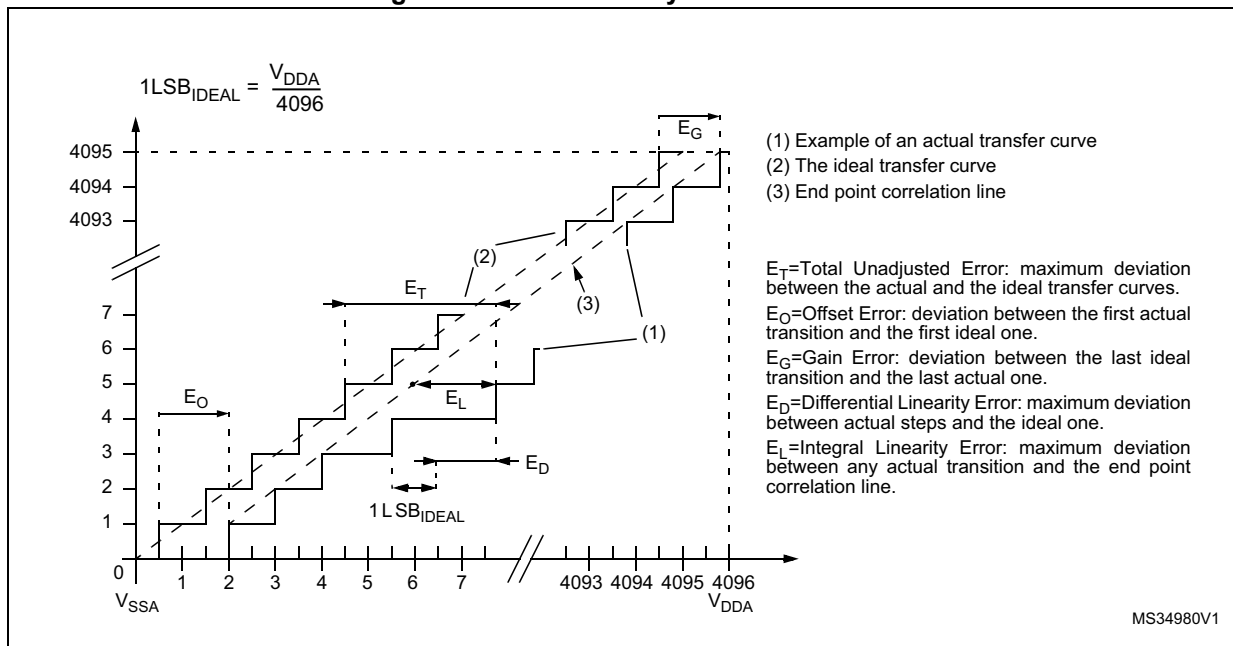 1LSB_IDEAL = V_DDA / 4096
E_G
(1) Example of an actual transfer curve
(2) The ideal transfer curve
(3) End point correlation line
4095
4094
4093
(2)
(3)
(1)
E_T=Total Unadjusted Error: maximum deviation
between the actual and the ideal transfer curves.
E_O=Offset Error: deviation between the first actual
transition and the first ideal one.
E_G=Gain Error: deviation between the last ideal
transition and the last actual one.
E_D=Differential Linearity Error: maximum deviation
between actual steps and the ideal one.
E_L=Integral Linearity Error: maximum deviation
between any actual transition and the end point
correlation line.
E_T
7
6
5
4
3
2
1
E_O
E_L
E_D
1 LSB_IDEAL
0
1 2 3 4 5 6 7 4093 4094 4095 4096
V_SSA V_DDA
MS34980V1